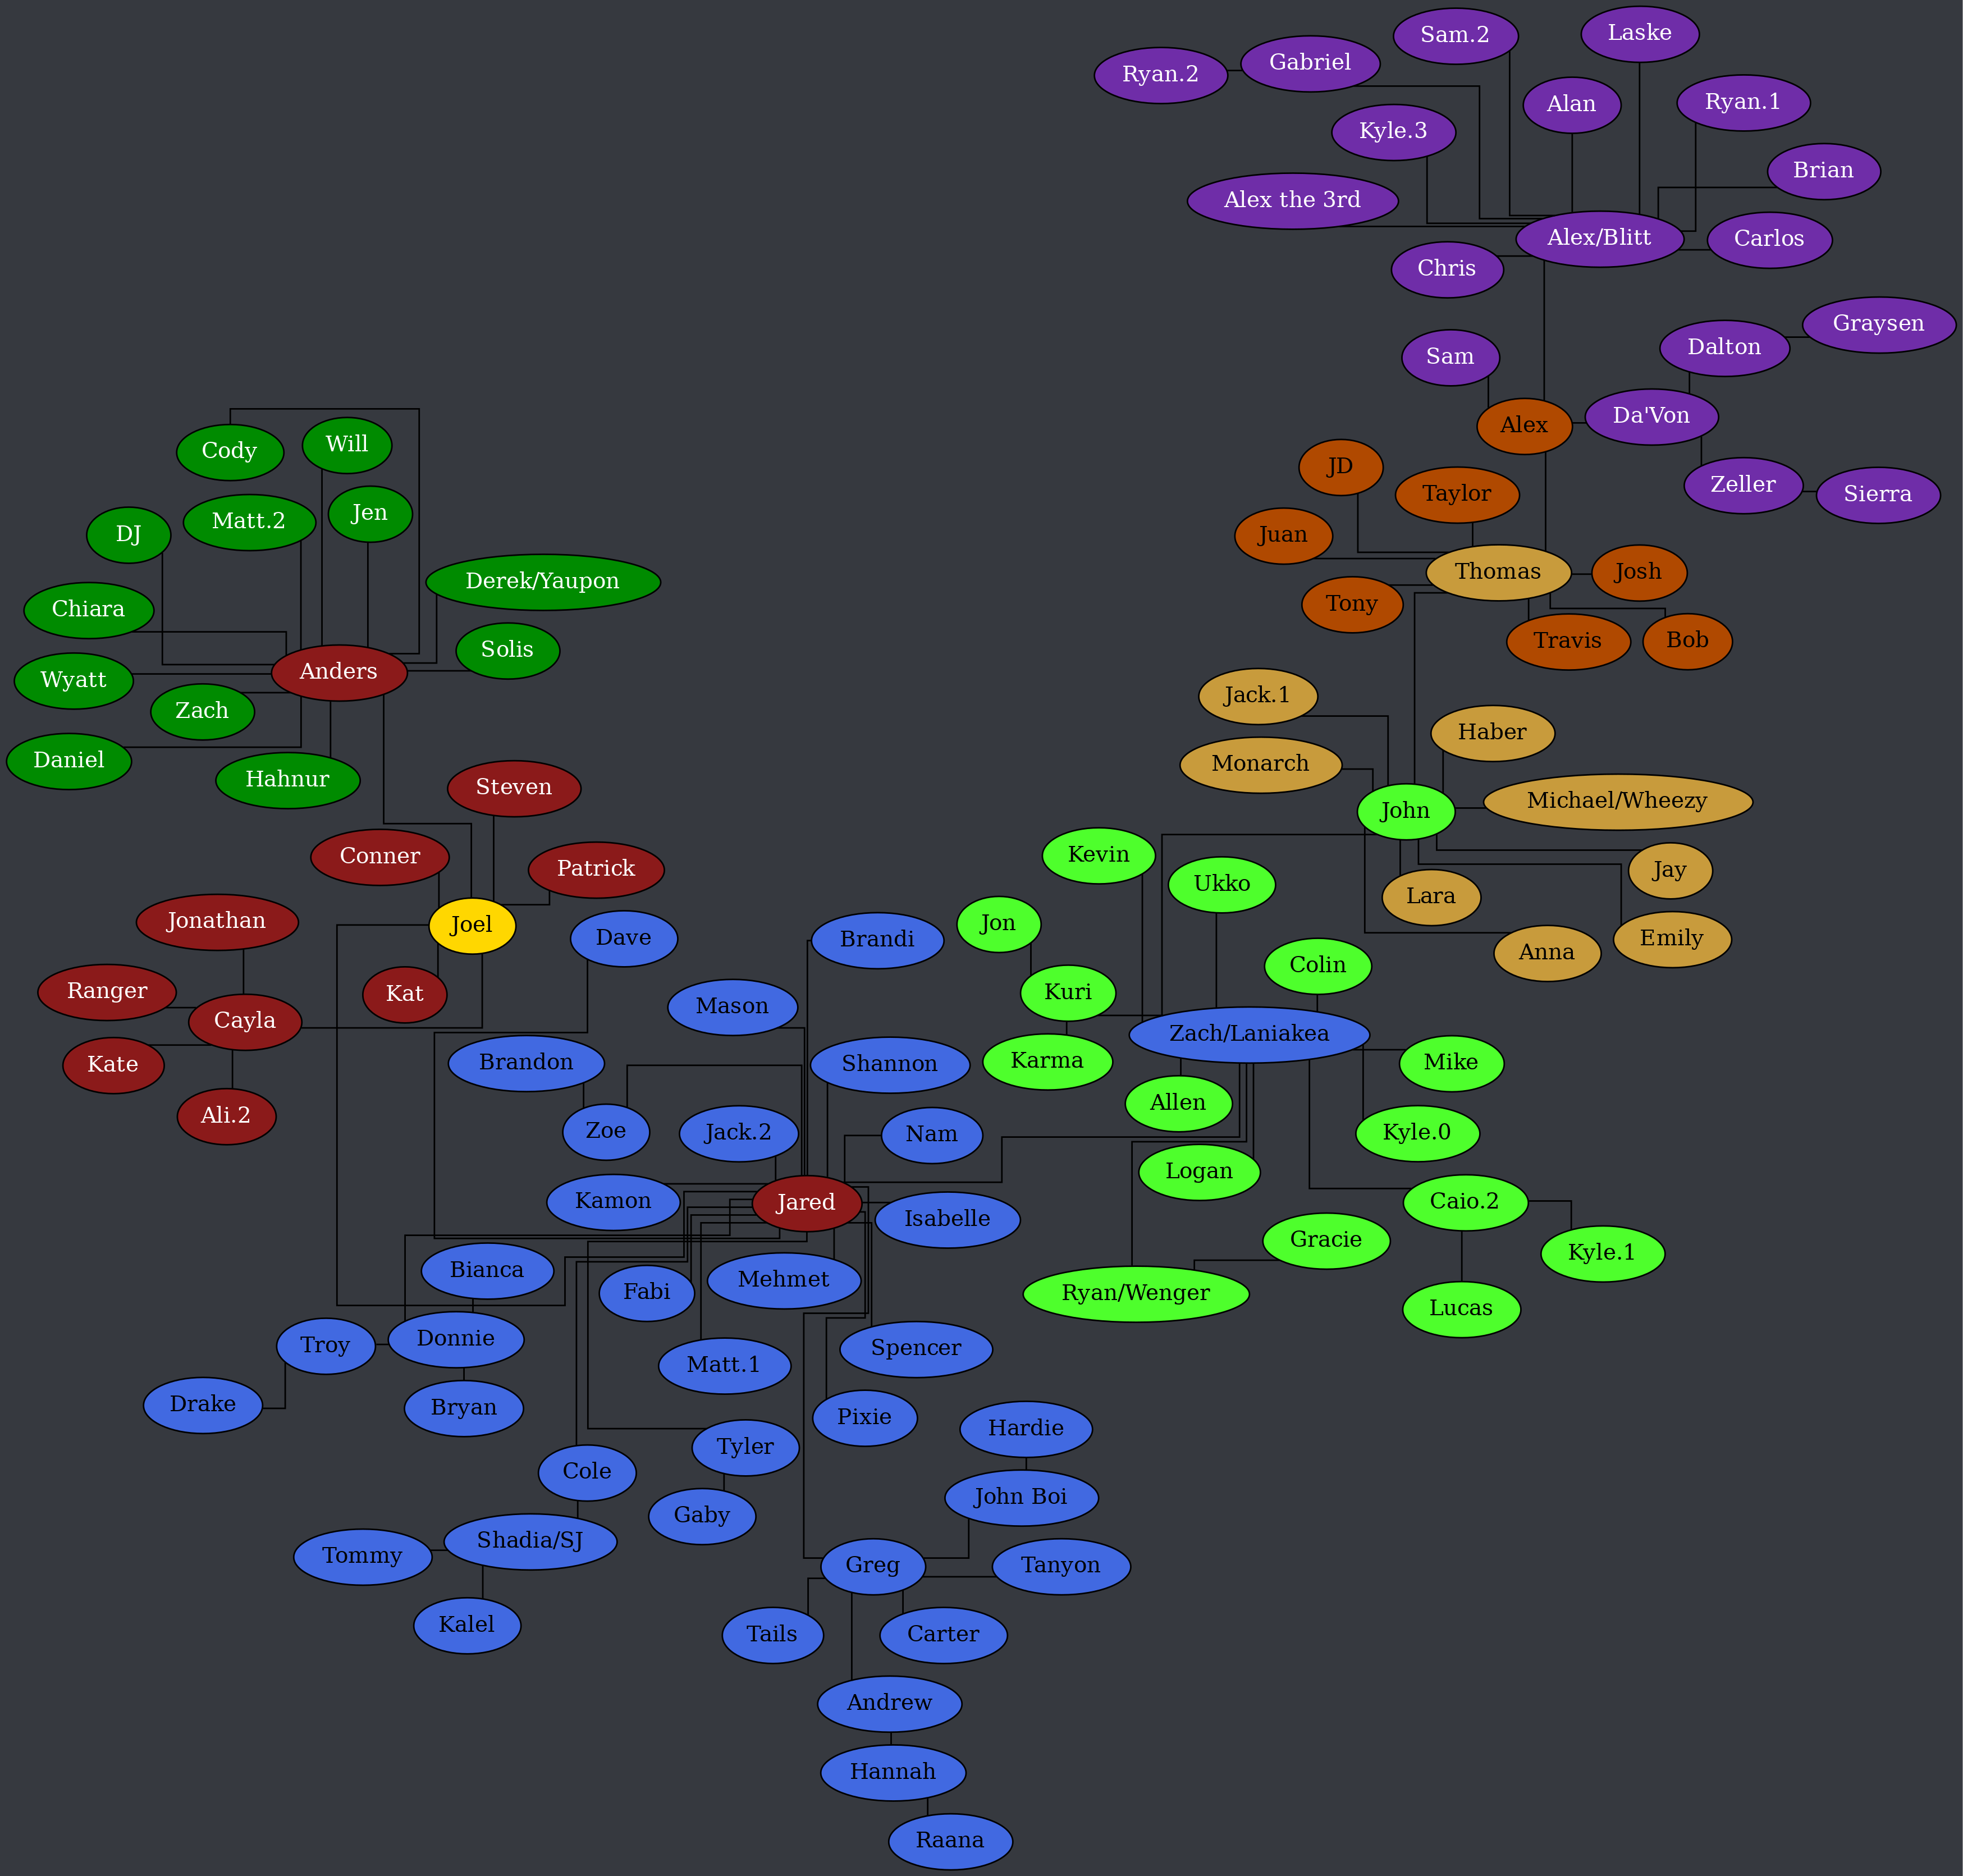 Laske
Sam.2
Gabriel
Ryan.2
Alan
Ryan.1
Kyle.3
Brian
Alex the 3rd
Alex/Blitt
Carlos
Chris
Graysen
Dalton
Sam
Da'Von
Alex
Will
Cody
JD
Taylor
Zeller
Sierra
Jen
Matt.2
DJ
Juan
Thomas
Josh
Derek/Yaupon
Chiara
Tony
Travis
Bob
Solis
Anders
Wyatt
Zach
Jack.1
Haber
Daniel
Monarch
Hahnur
Steven
John
Michael/Wheezy
Conner
Kevin
Patrick
Jay
Ukko
Lara
Jonathan
Joel
Jon
Dave
Brandi
Emily
Anna
Colin
Ranger
Kat
Kuri
Mason
Cayla
Zach/Laniakea
Karma
Mike
Kate
Brandon
Shannon
Allen
Ali.2
Zoe
Jack.2
Nam
Kyle.0
Logan
Kamon
Jared
Caio.2
Isabelle
Gracie
Kyle.1
Bianca
Mehmet
Fabi
Ryan/Wenger
Lucas
Donnie
Troy
Spencer
Matt.1
Drake
Bryan
Pixie
Hardie
Tyler
Cole
John Boi
Gaby
Shadia/SJ
Tommy
Greg
Tanyon
Kalel
Tails
Carter
Andrew
Hannah
Raana